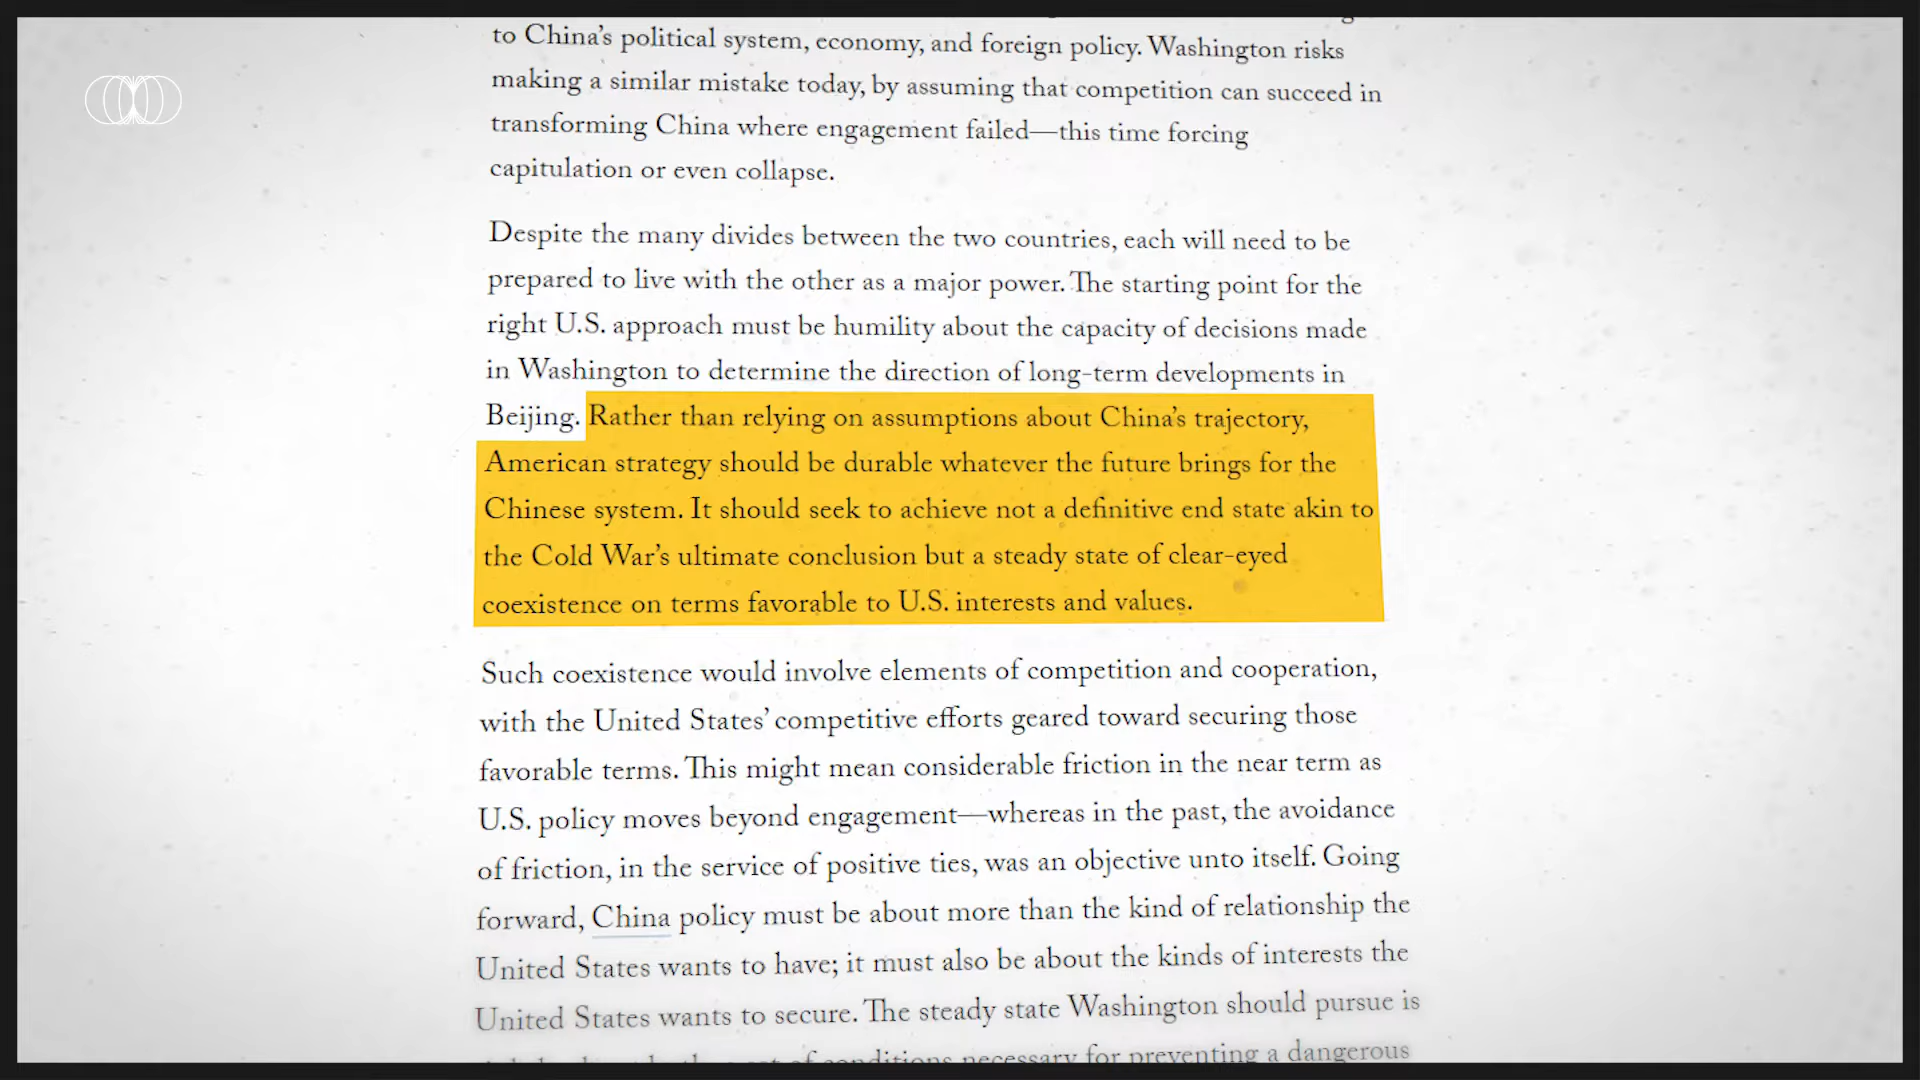 to China's political system, economy, and foreign policy. Washington risks
making a similar mistake today, by assuming that competition can succeed in
transforming China where engagement failed—this time forcing
capitulation or even collapse.
Despite the many divides between the two countries, each will need to be
prepared to live with the other as a major power. The starting point for the
right U.S. approach must be humility about the capacity of decisions made
in Washington to determine the direction of long-term developments in
Beijing. Rather than relying on assumptions about China's trajectory,
American strategy should be durable whatever the future brings for the
Chinese system. It should seek to achieve not a definitive end state akin to
the Cold War's ultimate conclusion but a steady state of clear-eyed
coexistence on terms favorable to U.S. interests and values.
Such coexistence would involve elements of competition and cooperation,
with the United States' competitive efforts geared toward securing those
favorable terms. This might mean considerable friction in the near term as
U.S. policy moves beyond engagement—whereas in the past, the avoidance
of friction, in the service of positive ties, was an objective unto itself. Going
forward, China policy must be about more than the kind of relationship the
United States wants to have; it must also be about the kinds of interests the
United States wants to secure. The steady state Washington should pursue is
of conditions necessary for preventing a dangerous